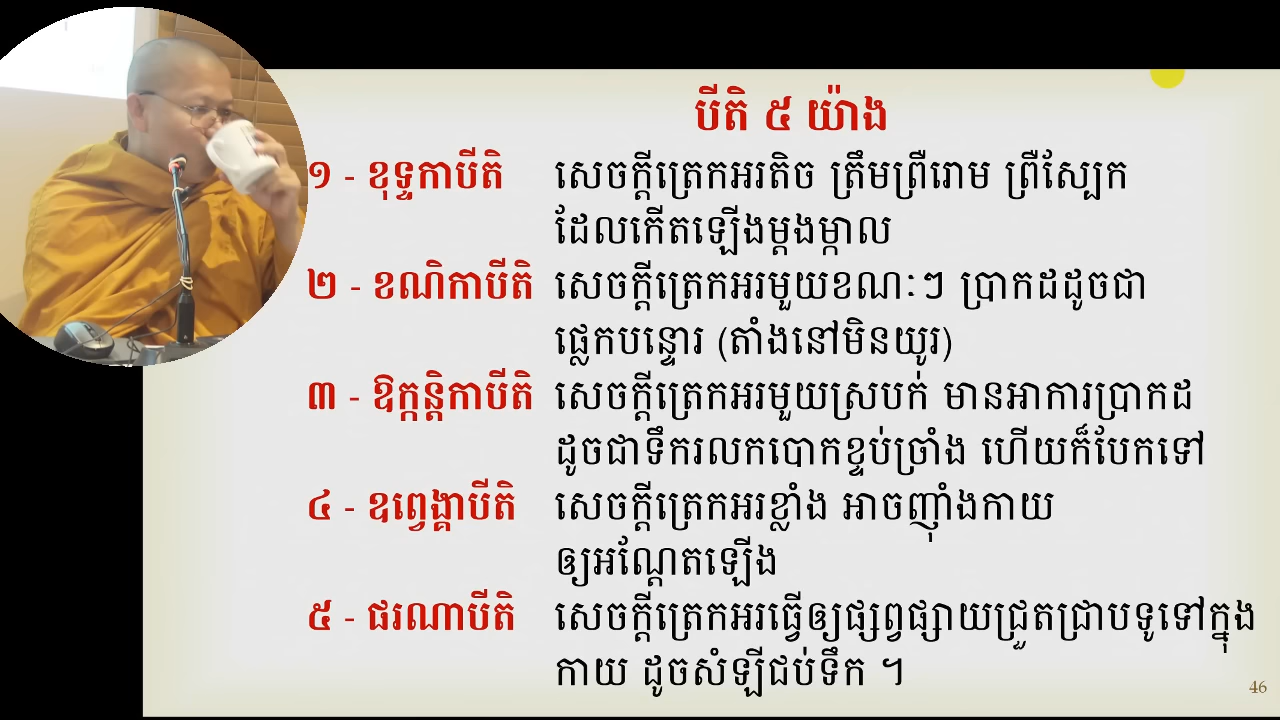 បីតិ ៥ យ៉ាង
១ - ខុទ្ទកាបីតិ សេចក្ដីត្រេកអរតិច ត្រឹមព្រឺរោម ព្រឺស្បែក
ដែលកើតឡើងម្ដងម្កាល
២ - ខណិកាបីតិ សេចក្ដីត្រេកអរមួយខណៈៗ ប្រាកដដូចជា
ផ្លេកបន្ទោរ (តាំងនៅមិនយូរ)
៣ - ឱក្កន្តិកាបីតិ សេចក្ដីត្រេកអរមួយស្របក់ មានអាការប្រាកដ
ដូចជាទឹករលកបោកខ្ទប់ច្រាំង ហើយក៏បែកទៅ
៤ - ឧព្វេង្គាបីតិ សេចក្ដីត្រេកអរខ្លាំង អាចញ៉ាំងកាយ
ឲ្យអណ្ដែតឡើង
៥ - ផរណាបីតិ សេចក្ដីត្រេកអរធ្វើឲ្យផ្សព្វផ្សាយជ្រួតជ្រាបទូទៅក្នុង
កាយ ដូចសំឡីជប់ទឹក ។
46